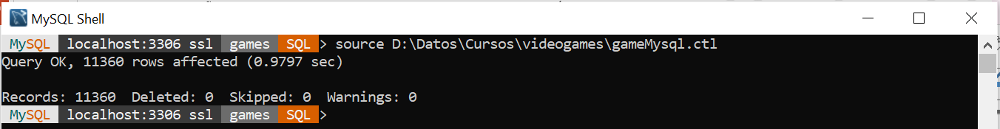 MySQL Shell
MySQL localhost:3306 ssl games SQL > source D:\Datos\Cursos\videogames\gameMysql.ctl
Query OK, 11360 rows affected (0.9797 sec)
Records: 11360  Deleted: 0  Skipped: 0  Warnings: 0
MySQL localhost:3306 ssl games SQL >